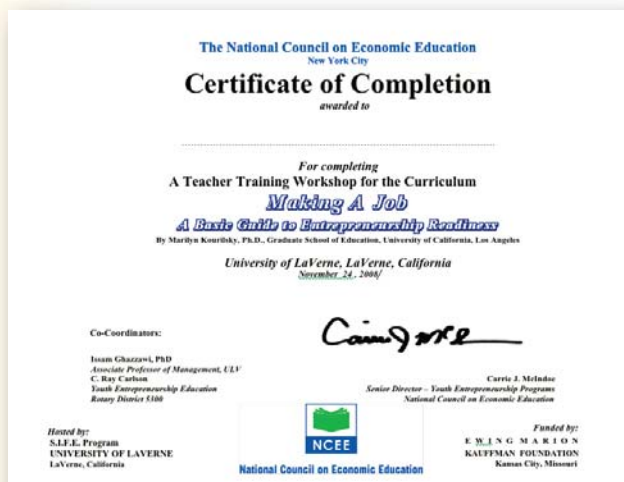 The National Council on Economic Education
New York City
Certificate of Completion
awarded to
For completing
A Teacher Training Workshop for the Curriculum
Making A Job
A Basic Guide to Entrepreneurship Readiness
By Marilyn Kourilsky, Ph.D., Graduate School of Education, University of California, Los Angeles
University of LaVerne, LaVerne, California
November 24, 2008/
Co-Coordinators:
Issam Ghazzawi, PhD
Associate Professor of Management, ULV
C. Ray Carlson
Youth Entrepreneurship Education
Rotary District 5300
Carrie J. McIndoe
Senior Director – Youth Entrepreneurship Programs
National Council on Economic Education
Hosted by:
S.I.F.E. Program
UNIVERSITY OF LAVERNE
LaVerne, California
NCEE
National Council on Economic Education
Funded by:
EWING MARION
KAUFFMAN FOUNDATION
Kansas City, Missouri